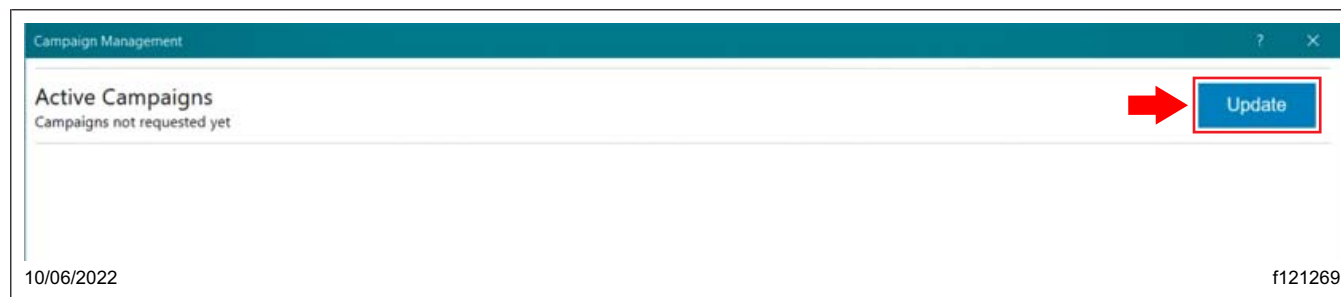 Campaign Management ? ×
Active Campaigns
Campaigns not requested yet
Update
10/06/2022 f121269